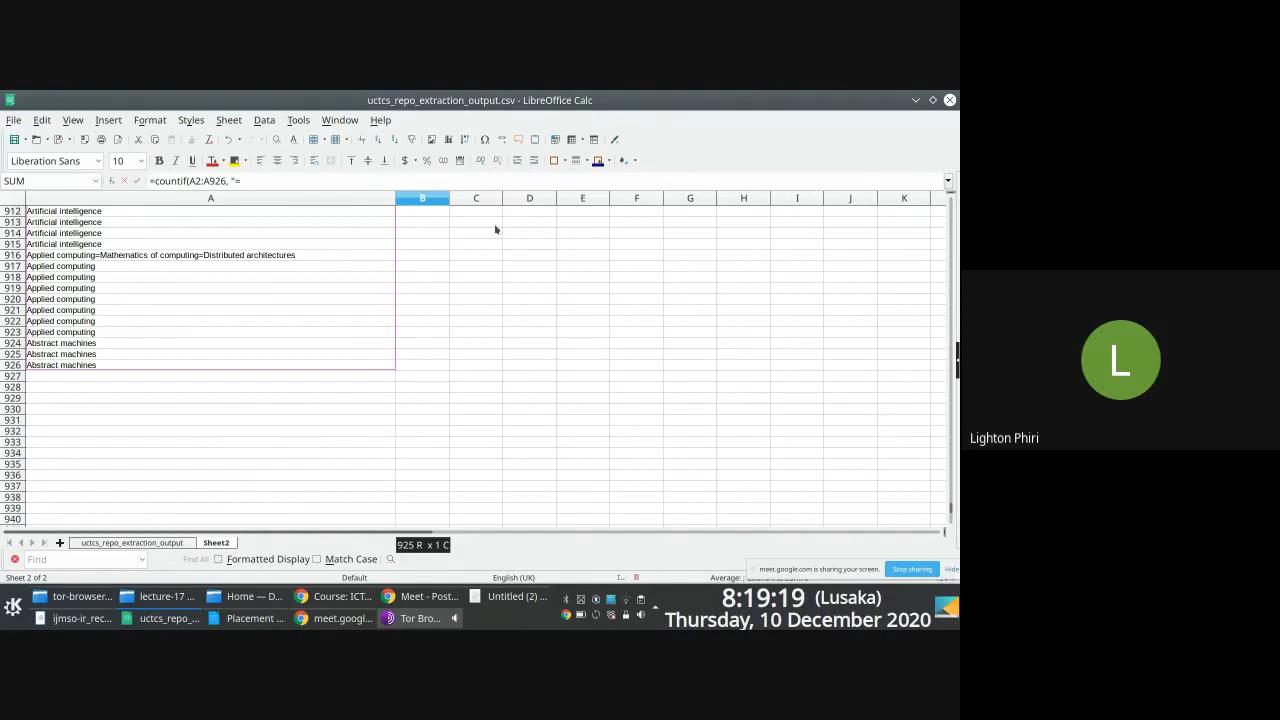 uctcs_repo_extraction_output.csv - LibreOffice Calc
File Edit View Insert Format Styles Sheet Data Tools Window Help
Liberation Sans 10
SUM =countif(A2:A926, "=
A B C D E F G H I J K
912 Artificial intelligence
913 Artificial intelligence
914 Artificial intelligence
915 Artificial intelligence
916 Applied computing=Mathematics of computing=Distributed architectures
917 Applied computing
918 Applied computing
919 Applied computing
920 Applied computing
921 Applied computing
922 Applied computing
923 Applied computing
924 Abstract machines
925 Abstract machines
926 Abstract machines
927
928
929
930
931
932
933
934
935
936
937
938
939
940
L
Lighton Phiri
uctcs_repo_extraction_output Sheet2
925 R x 1 C
Find Find All Formatted Display Match Case
meet.google.com is sharing your screen. Stop sharing Hide
Sheet 2 of 2 Default English (UK) Average:
tor-browser... lecture-17 ... Home — D... Course: ICT... Meet - Post... Untitled (2) ...
ijmso-ir_rec... uctcs_repo_... Placement ... meet.googl... Tor Bro...
8:19:19 (Lusaka)
Thursday, 10 December 2020